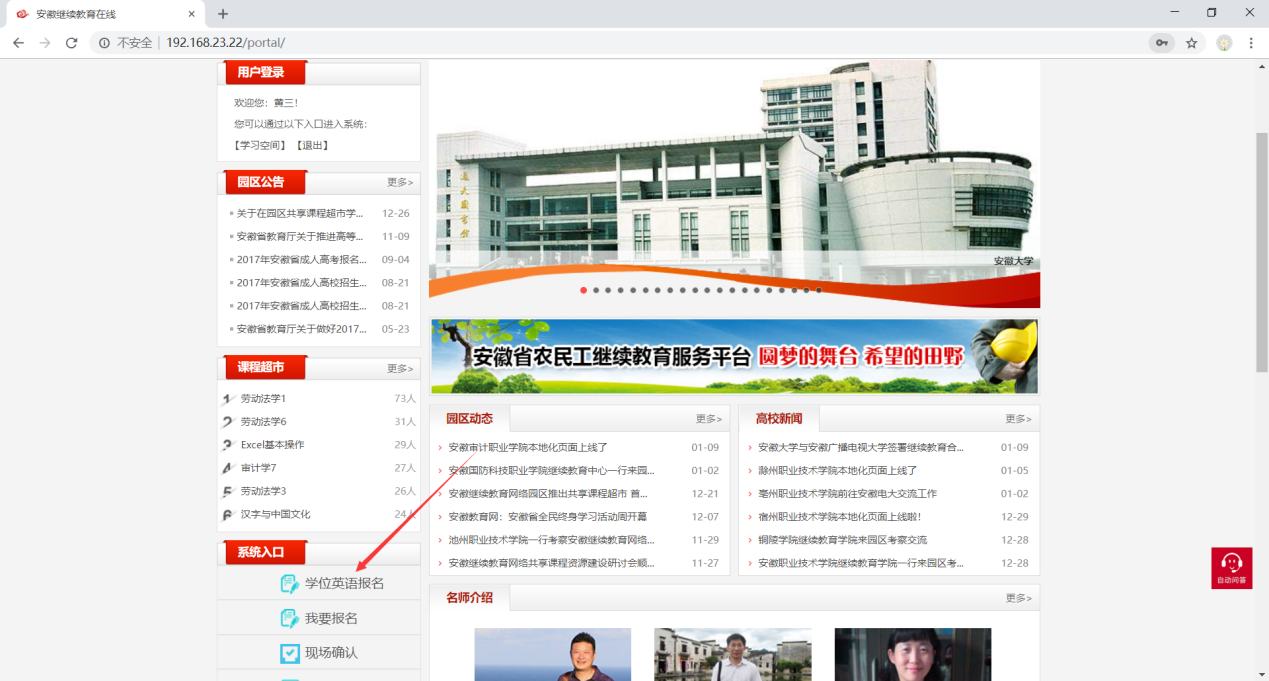 安徽继续教育在线
不安全 192.168.23.22/portal/
用户登录
欢迎您：黄三！
您可以通过以下入口进入系统：
【学习空间】 【退出】
园区公告 更多>
关于在园区共享课程超市学... 12-26
安徽省教育厅关于推进高等... 11-09
2017年安徽省成人高考报名... 09-04
2017年安徽省成人高校招生... 08-21
2017年安徽省成人高校招生... 08-21
安徽省教育厅关于做好2017... 05-23
课程超市 更多>
1 劳动法学1 73人
2 劳动法学6 31人
3 Excel基本操作 29人
4 审计学7 27人
5 劳动法学3 26人
6 汉字与中国文化 24人
系统入口
学位英语报名
我要报名
现场确认
安徽大学
安徽省农民工继续教育服务平台 圆梦的舞台 希望的田野
园区动态 更多>
安徽审计职业学院本地化页面上线了 01-09
安徽国防科技职业学院继续教育中心一行来园... 01-02
安徽继续教育网络园区推出共享课程超市 首... 12-21
安徽教育网：安徽省全民终身学习活动周开幕 12-07
池州职业技术学院一行考察安徽继续教育网络... 11-29
安徽继续教育网络共享课程资源建设研讨会顺... 11-27
高校新闻 更多>
安徽大学与安徽广播电视大学签署继续教育合... 01-09
滁州职业技术学院本地化页面上线了 01-05
亳州职业技术学院前往安徽电大交流工作 01-02
宿州职业技术学院本地化页面上线啦！ 12-29
铜陵学院继续教育学院来园区考察交流 12-28
安徽职业技术学院继续教育学院一行园区考... 12-28
名师介绍 更多>
自动问答